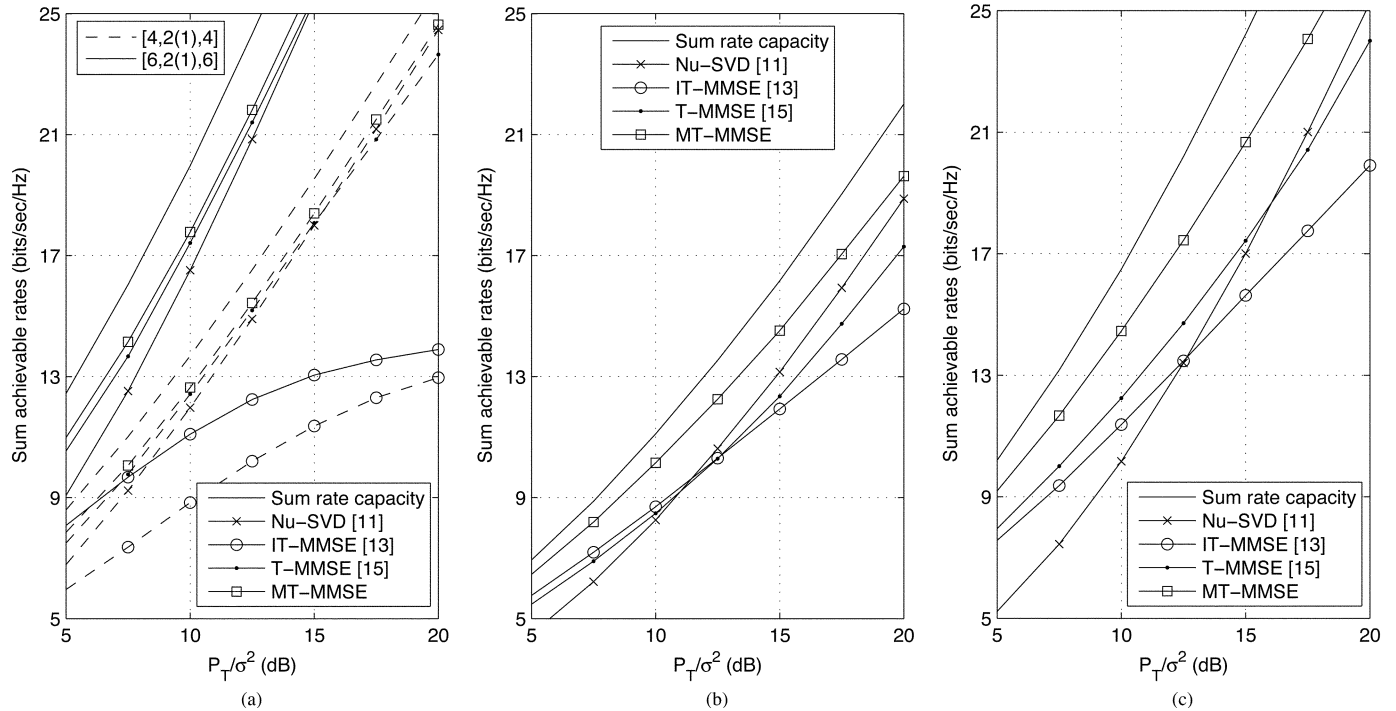 25
21
17
13
9
5
5
10
15
20
Sum achievable rates (bits/sec/Hz)
[4,2(1),4]
[6,2(1),6]
Sum rate capacity
Nu−SVD [11]
IT−MMSE [13]
T−MMSE [15]
MT−MMSE
P_T/σ² (dB)
(a)
25
21
17
13
9
5
5
10
15
20
Sum achievable rates (bits/sec/Hz)
Sum rate capacity
Nu−SVD [11]
IT−MMSE [13]
T−MMSE [15]
MT−MMSE
P_T/σ² (dB)
(b)
25
21
17
13
9
5
5
10
15
20
Sum achievable rates (bits/sec/Hz)
Sum rate capacity
Nu−SVD [11]
IT−MMSE [13]
T−MMSE [15]
MT−MMSE
P_T/σ² (dB)
(c)